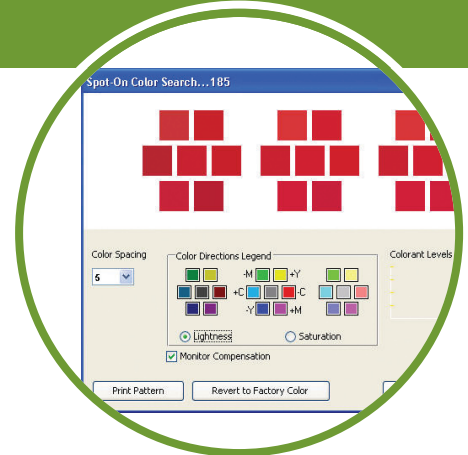 Spot-On Color Search...185
Color Spacing
5
Color Directions Legend
Colorant Levels
-M +Y
+C -C
-Y +M
Lightness
Saturation
Monitor Compensation
Print Pattern
Revert to Factory Color